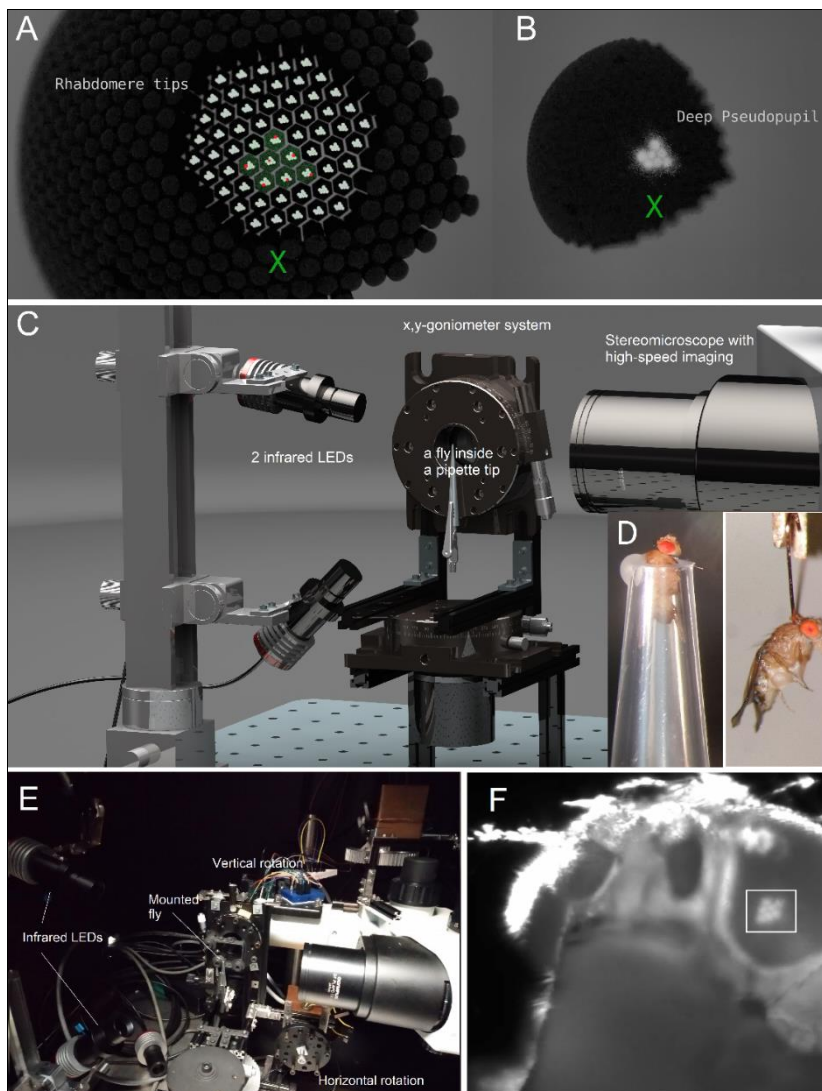 A
Rhabdomere tips
X
B
Deep Pseudopupil
X
C
x,y-goniometer system
Stereomicroscope with
high-speed imaging
2 infrared LEDs
a fly inside
a pipette tip
D
E
Vertical rotation
Mounted
fly
Infrared LEDs
Horizontal rotation
F